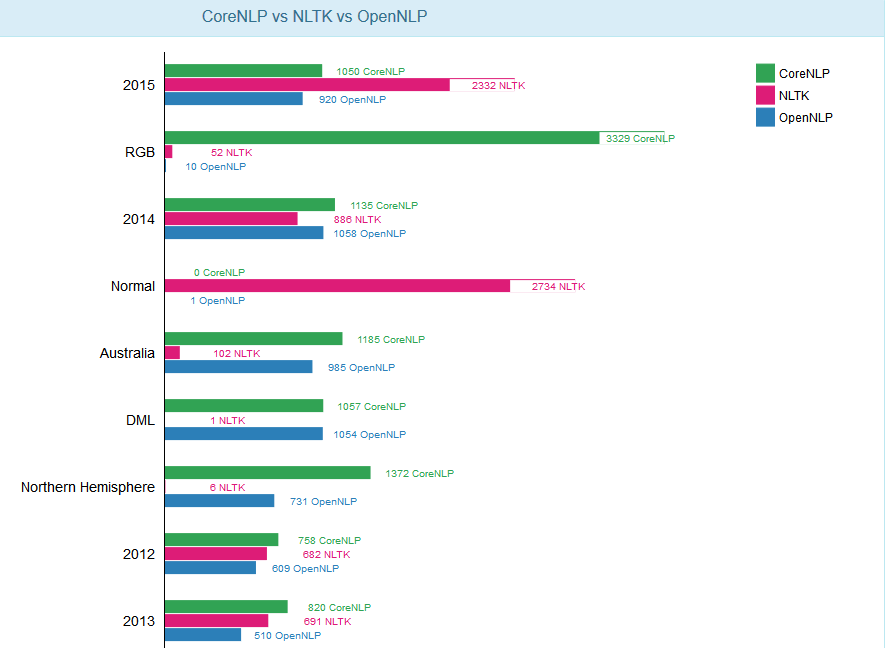 CoreNLP vs NLTK vs OpenNLP
CoreNLP
NLTK
OpenNLP
2015
1050 CoreNLP
2332 NLTK
920 OpenNLP
RGB
3329 CoreNLP
52 NLTK
10 OpenNLP
2014
1135 CoreNLP
886 NLTK
1058 OpenNLP
Normal
0 CoreNLP
2734 NLTK
1 OpenNLP
Australia
1185 CoreNLP
102 NLTK
985 OpenNLP
DML
1057 CoreNLP
1 NLTK
1054 OpenNLP
Northern Hemisphere
1372 CoreNLP
6 NLTK
731 OpenNLP
2012
758 CoreNLP
682 NLTK
609 OpenNLP
2013
820 CoreNLP
691 NLTK
510 OpenNLP